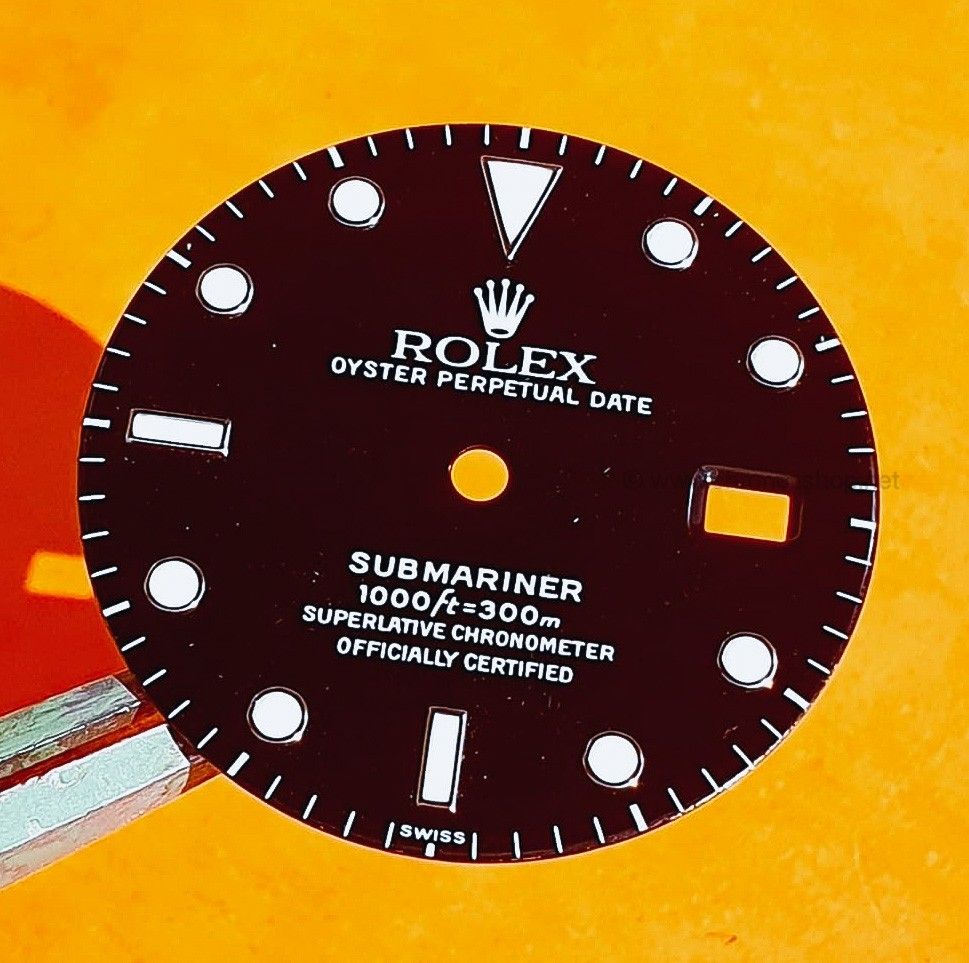 ROLEX
OYSTER PERPETUAL DATE
SUBMARINER
1000ft=300m
SUPERLATIVE CHRONOMETER
OFFICIALLY CERTIFIED
SWISS